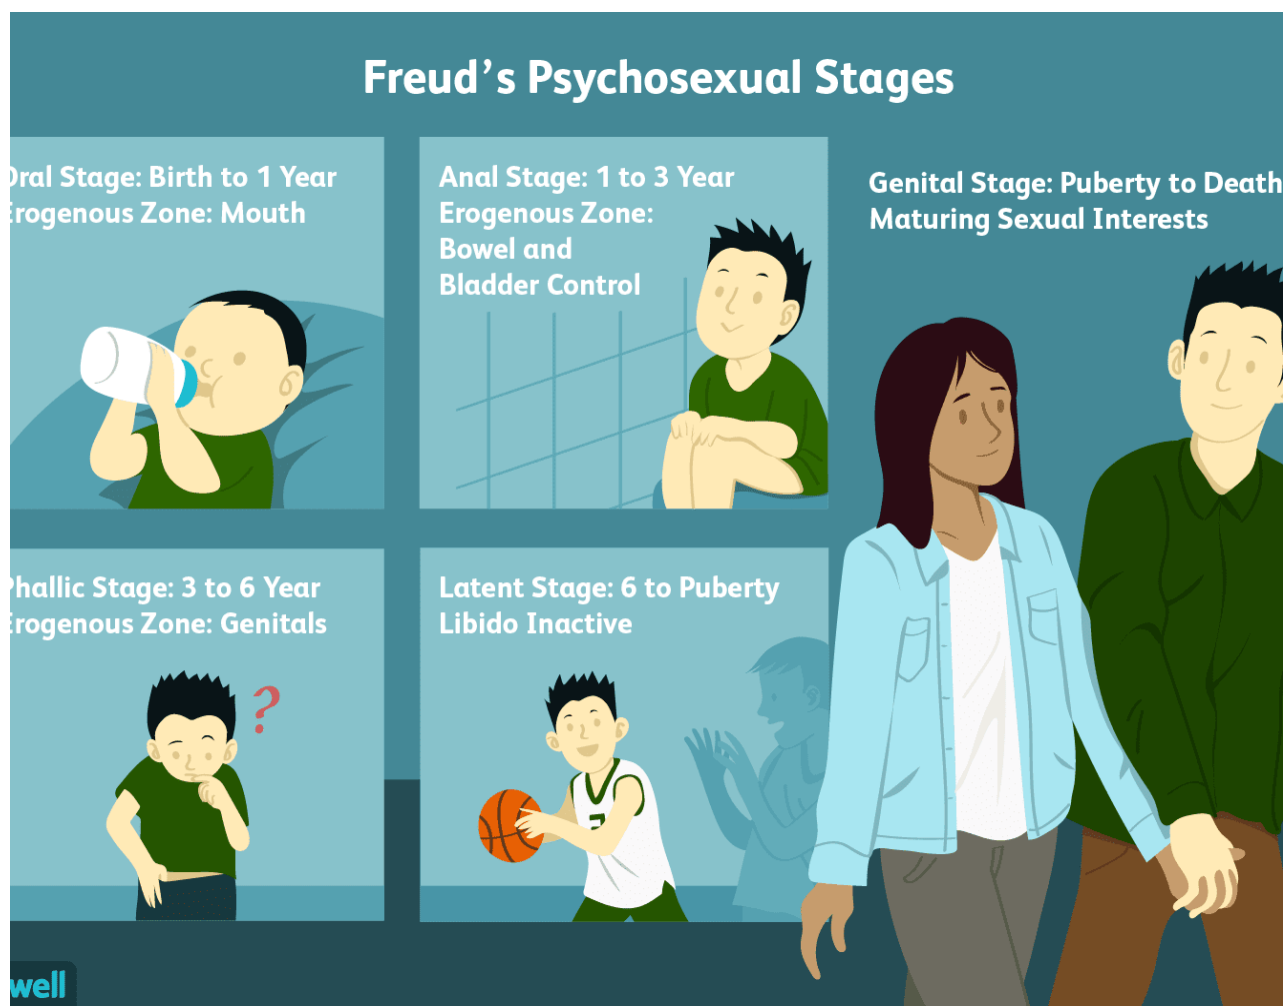 Freud's Psychosexual Stages
Oral Stage: Birth to 1 Year
Erogenous Zone: Mouth
Anal Stage: 1 to 3 Year
Erogenous Zone:
Bowel and
Bladder Control
Genital Stage: Puberty to Death
Maturing Sexual Interests
Phallic Stage: 3 to 6 Year
Erogenous Zone: Genitals
?
Latent Stage: 6 to Puberty
Libido Inactive
well